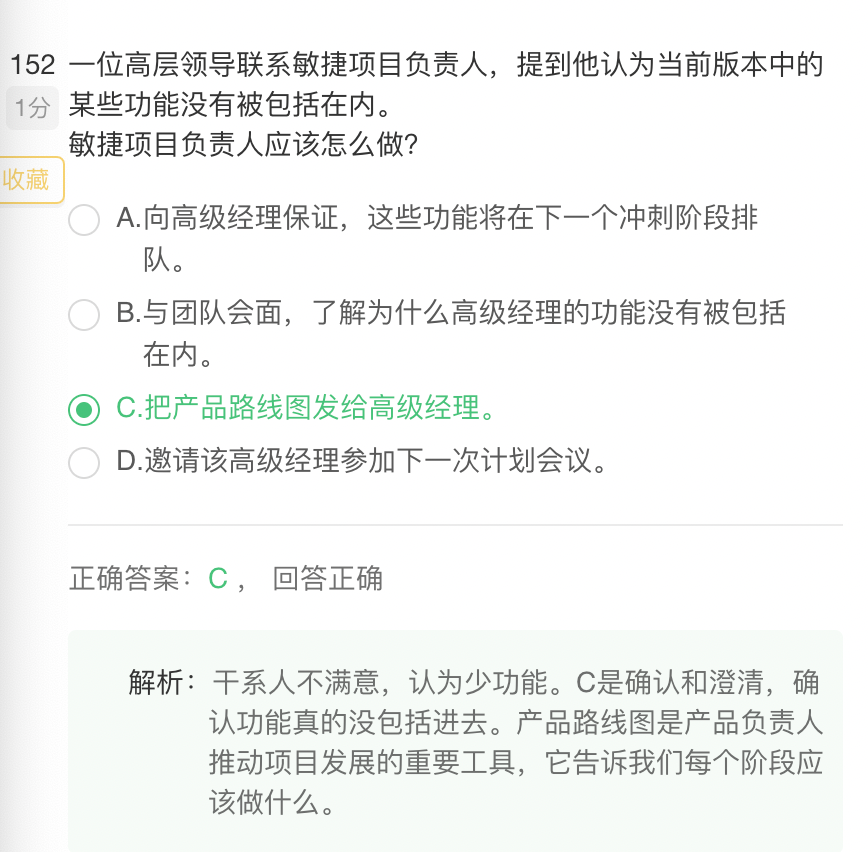 152 一位高层领导联系敏捷项目负责人，提到他认为当前版本中的
1分 某些功能没有被包括在内。
敏捷项目负责人应该怎么做?
收藏
A.向高级经理保证，这些功能将在下一个冲刺阶段排
队。
B.与团队会面，了解为什么高级经理的功能没有被包括
在内。
C.把产品路线图发给高级经理。
D.邀请该高级经理参加下一次计划会议。
正确答案：C ， 回答正确
解析：干系人不满意，认为少功能。C是确认和澄清，确
认功能真的没包括进去。产品路线图是产品负责人
推动项目发展的重要工具，它告诉我们每个阶段应
该做什么。